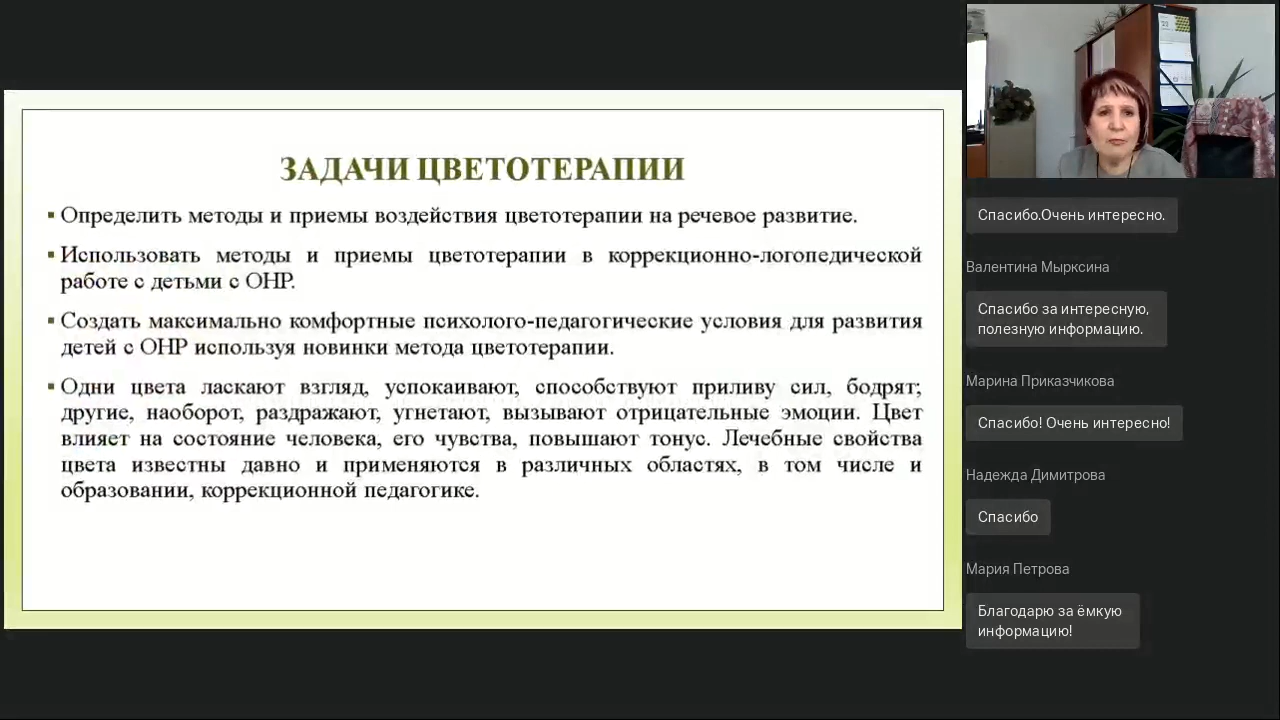 ЗАДАЧИ ЦВЕТОТЕРАПИИ
Определить методы и приемы воздействия цветотерапии на речевое развитие.
Использовать методы и приемы цветотерапии в коррекционно-логопедической
работе с детьми с ОНР.
Создать максимально комфортные психолого-педагогические условия для развития
детей с ОНР используя новинки метода цветотерапии.
Одни цвета ласкают взгляд, успокаивают, способствуют приливу сил, бодрят;
другие, наоборот, раздражают, угнетают, вызывают отрицательные эмоции. Цвет
влияет на состояние человека, его чувства, повышают тонус. Лечебные свойства
цвета известны давно и применяются в различных областях, в том числе и
образовании, коррекционной педагогике.
Спасибо.Очень интересно.
Валентина Мырксина
Спасибо за интересную,
полезную информацию.
Марина Приказчикова
Спасибо! Очень интересно!
Надежда Димитрова
Спасибо
Мария Петрова
Благодарю за ёмкую
информацию!